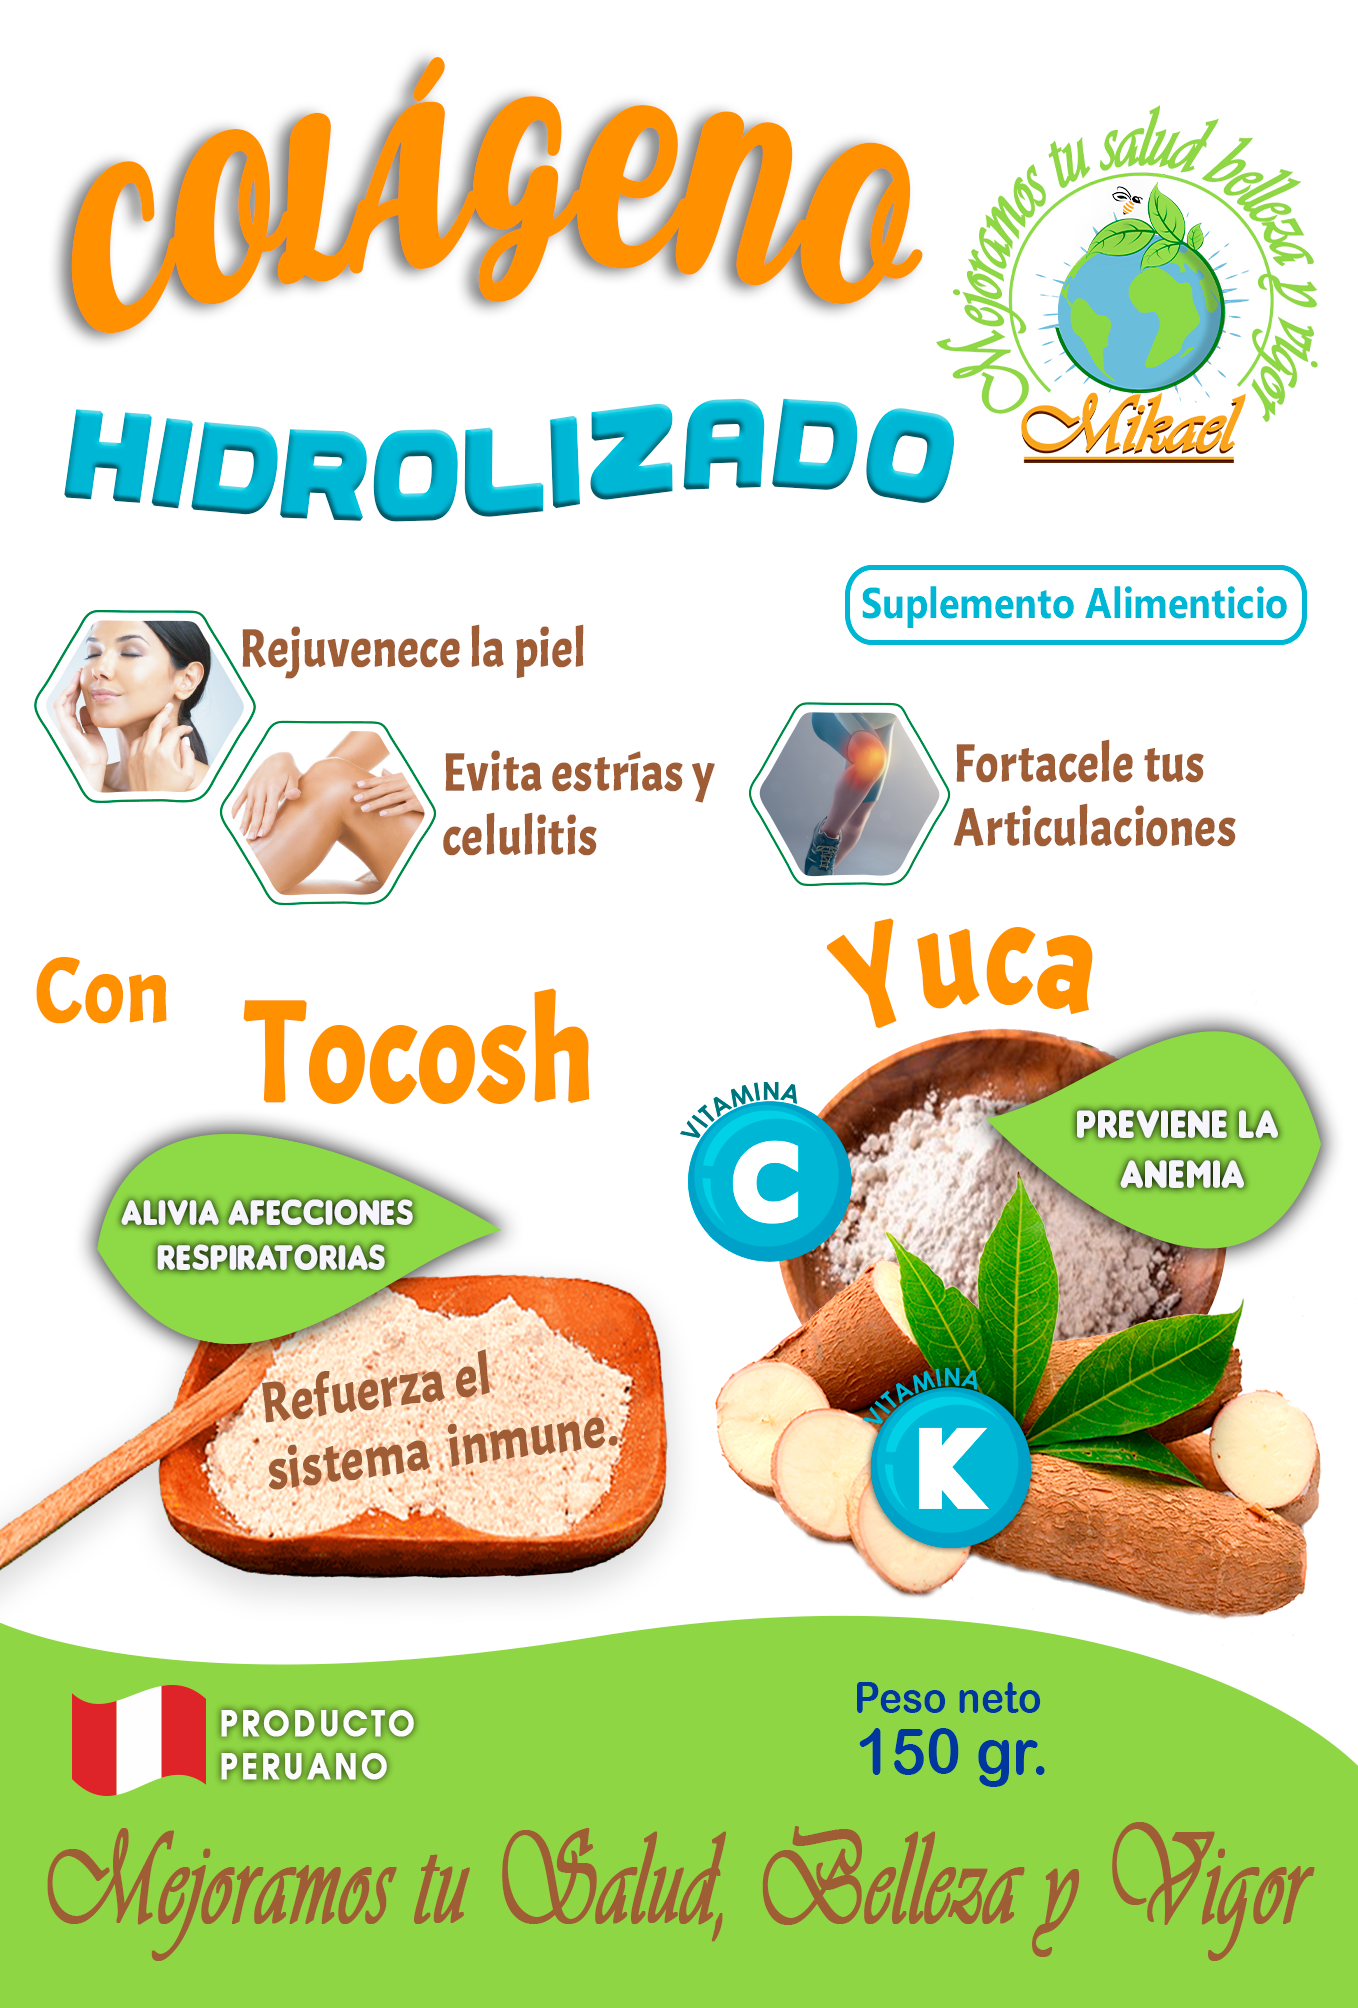 Colágeno
HIDROLIZADO
Mejoramos tu salud belleza y vigor
Mikael
Suplemento Alimenticio
Rejuvenece la piel
Evita estrías y
celulitis
Fortacele tus
Articulaciones
Con
Tocosh
Yuca
ALIVIA AFECCIONES
RESPIRATORIAS
Refuerza el
sistema inmune.
VITAMINA
C
PREVIENE LA
ANEMIA
VITAMINA
K
PRODUCTO
PERUANO
Peso neto
150 gr.
Mejoramos tu Salud, Belleza y Vigor